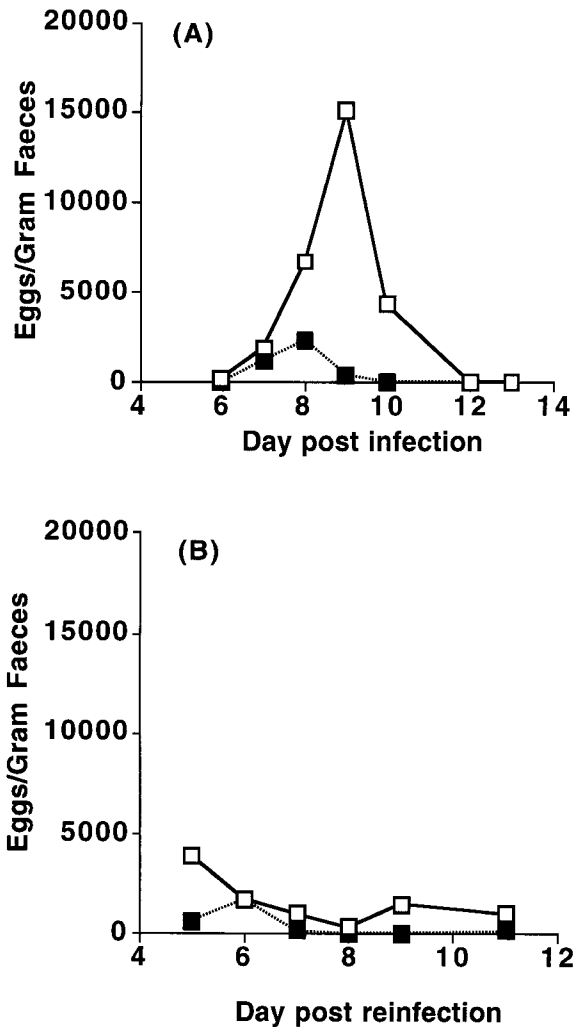 20000
(A)
15000
10000
5000
0
4 6 8 10 12 14
Eggs/Gram Faeces
Day post infection
20000
(B)
15000
10000
5000
0
4 6 8 10 12
Eggs/Gram Faeces
Day post reinfection